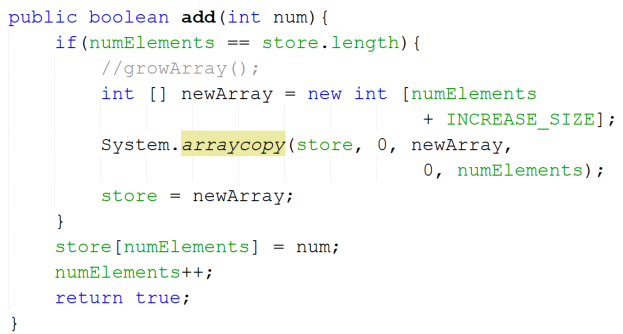 public boolean add(int num){
if(numElements == store.length){
//growArray();
int [] newArray = new int [numElements
+ INCREASE_SIZE];
System.arraycopy(store, 0, newArray,
0, numElements);
store = newArray;
}
store[numElements] = num;
numElements++;
return true;
}